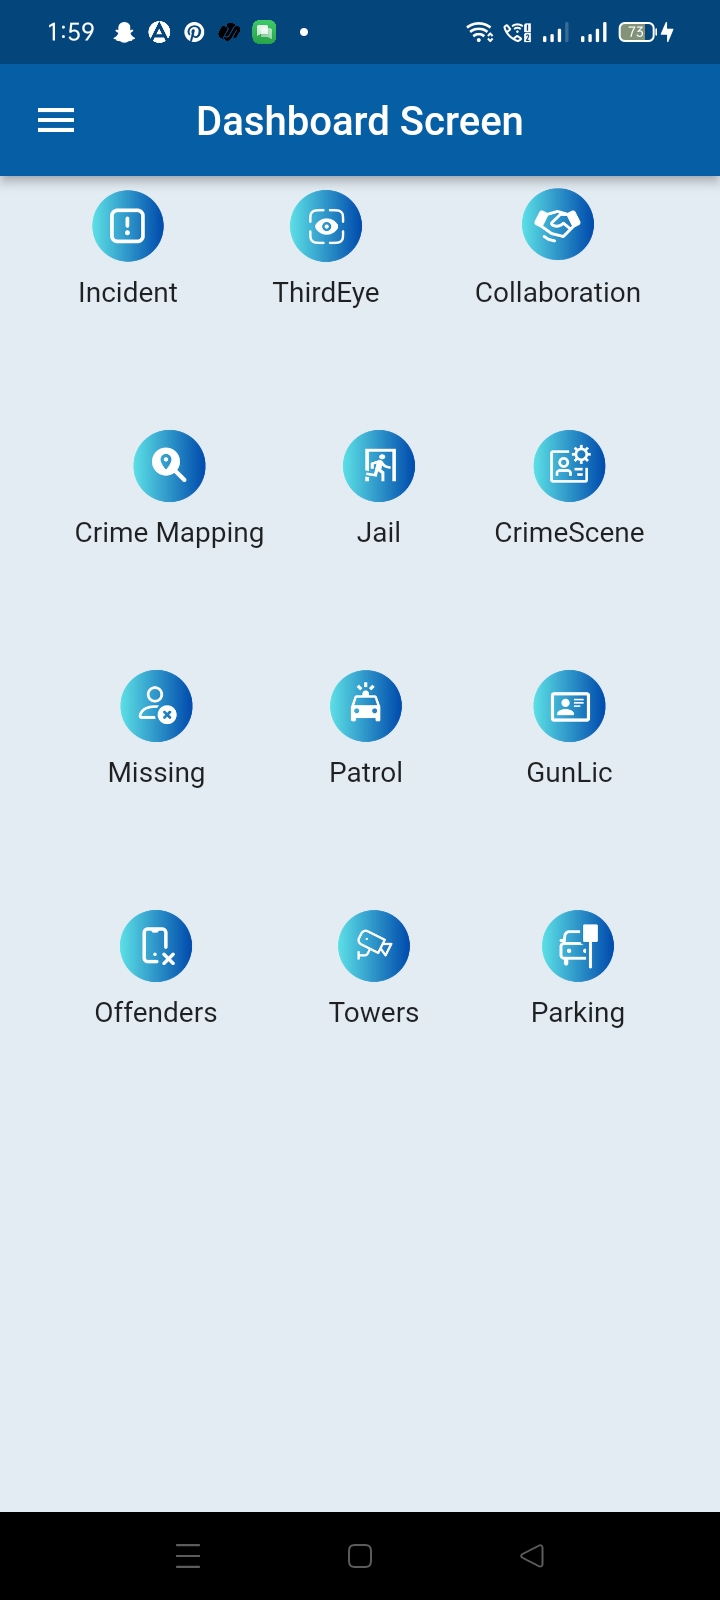 1:59
73
Dashboard Screen
Incident ThirdEye Collaboration
Crime Mapping Jail CrimeScene
Missing Patrol GunLic
Offenders Towers Parking